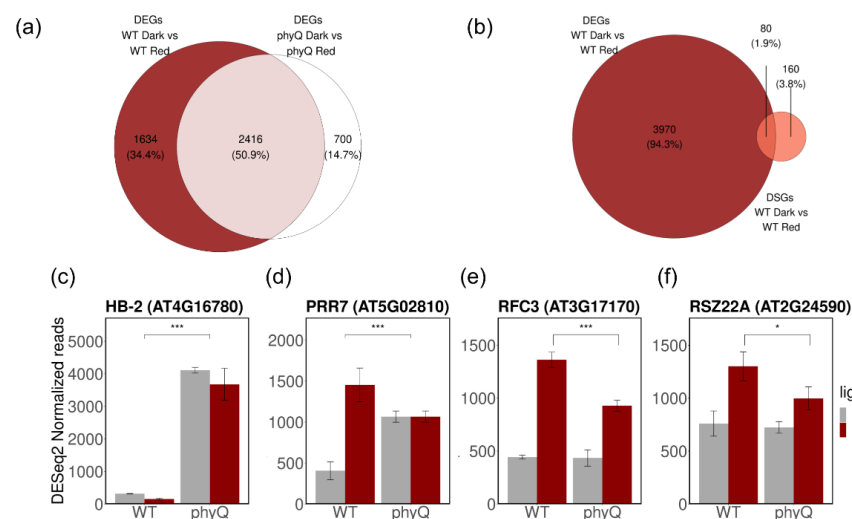 (a)
DEGs
WT Dark vs
WT Red
DEGs
phyQ Dark vs
phyQ Red
1634
(34.4%)
2416
(50.9%)
700
(14.7%)
(b)
DEGs
WT Dark vs
WT Red
80
(1.9%)
160
(3.8%)
3970
(94.3%)
DSGs
WT Dark vs
WT Red
(c)
HB-2 (AT4G16780)
DESeq2 Normalized reads
5000
4000
3000
2000
1000
0
***
WT phyQ
(d)
PRR7 (AT5G02810)
2000
1500
1000
500
0
***
WT phyQ
(e)
RFC3 (AT3G17170)
1500
1000
500
0
***
WT phyQ
(f)
RSZ22A (AT2G24590)
1500
1000
500
0
*
WT phyQ
lig